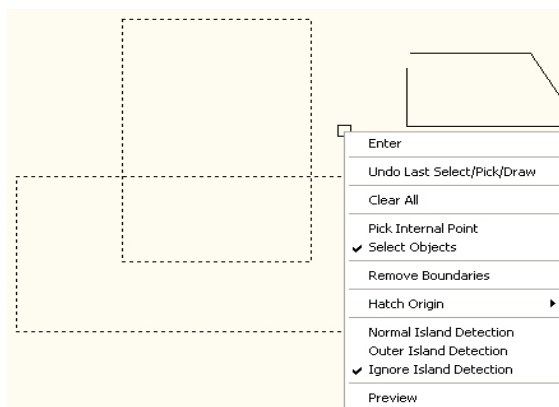 Enter
Undo Last Select/Pick/Draw
Clear All
Pick Internal Point
Select Objects
Remove Boundaries
Hatch Origin
Normal Island Detection
Outer Island Detection
Ignore Island Detection
Preview